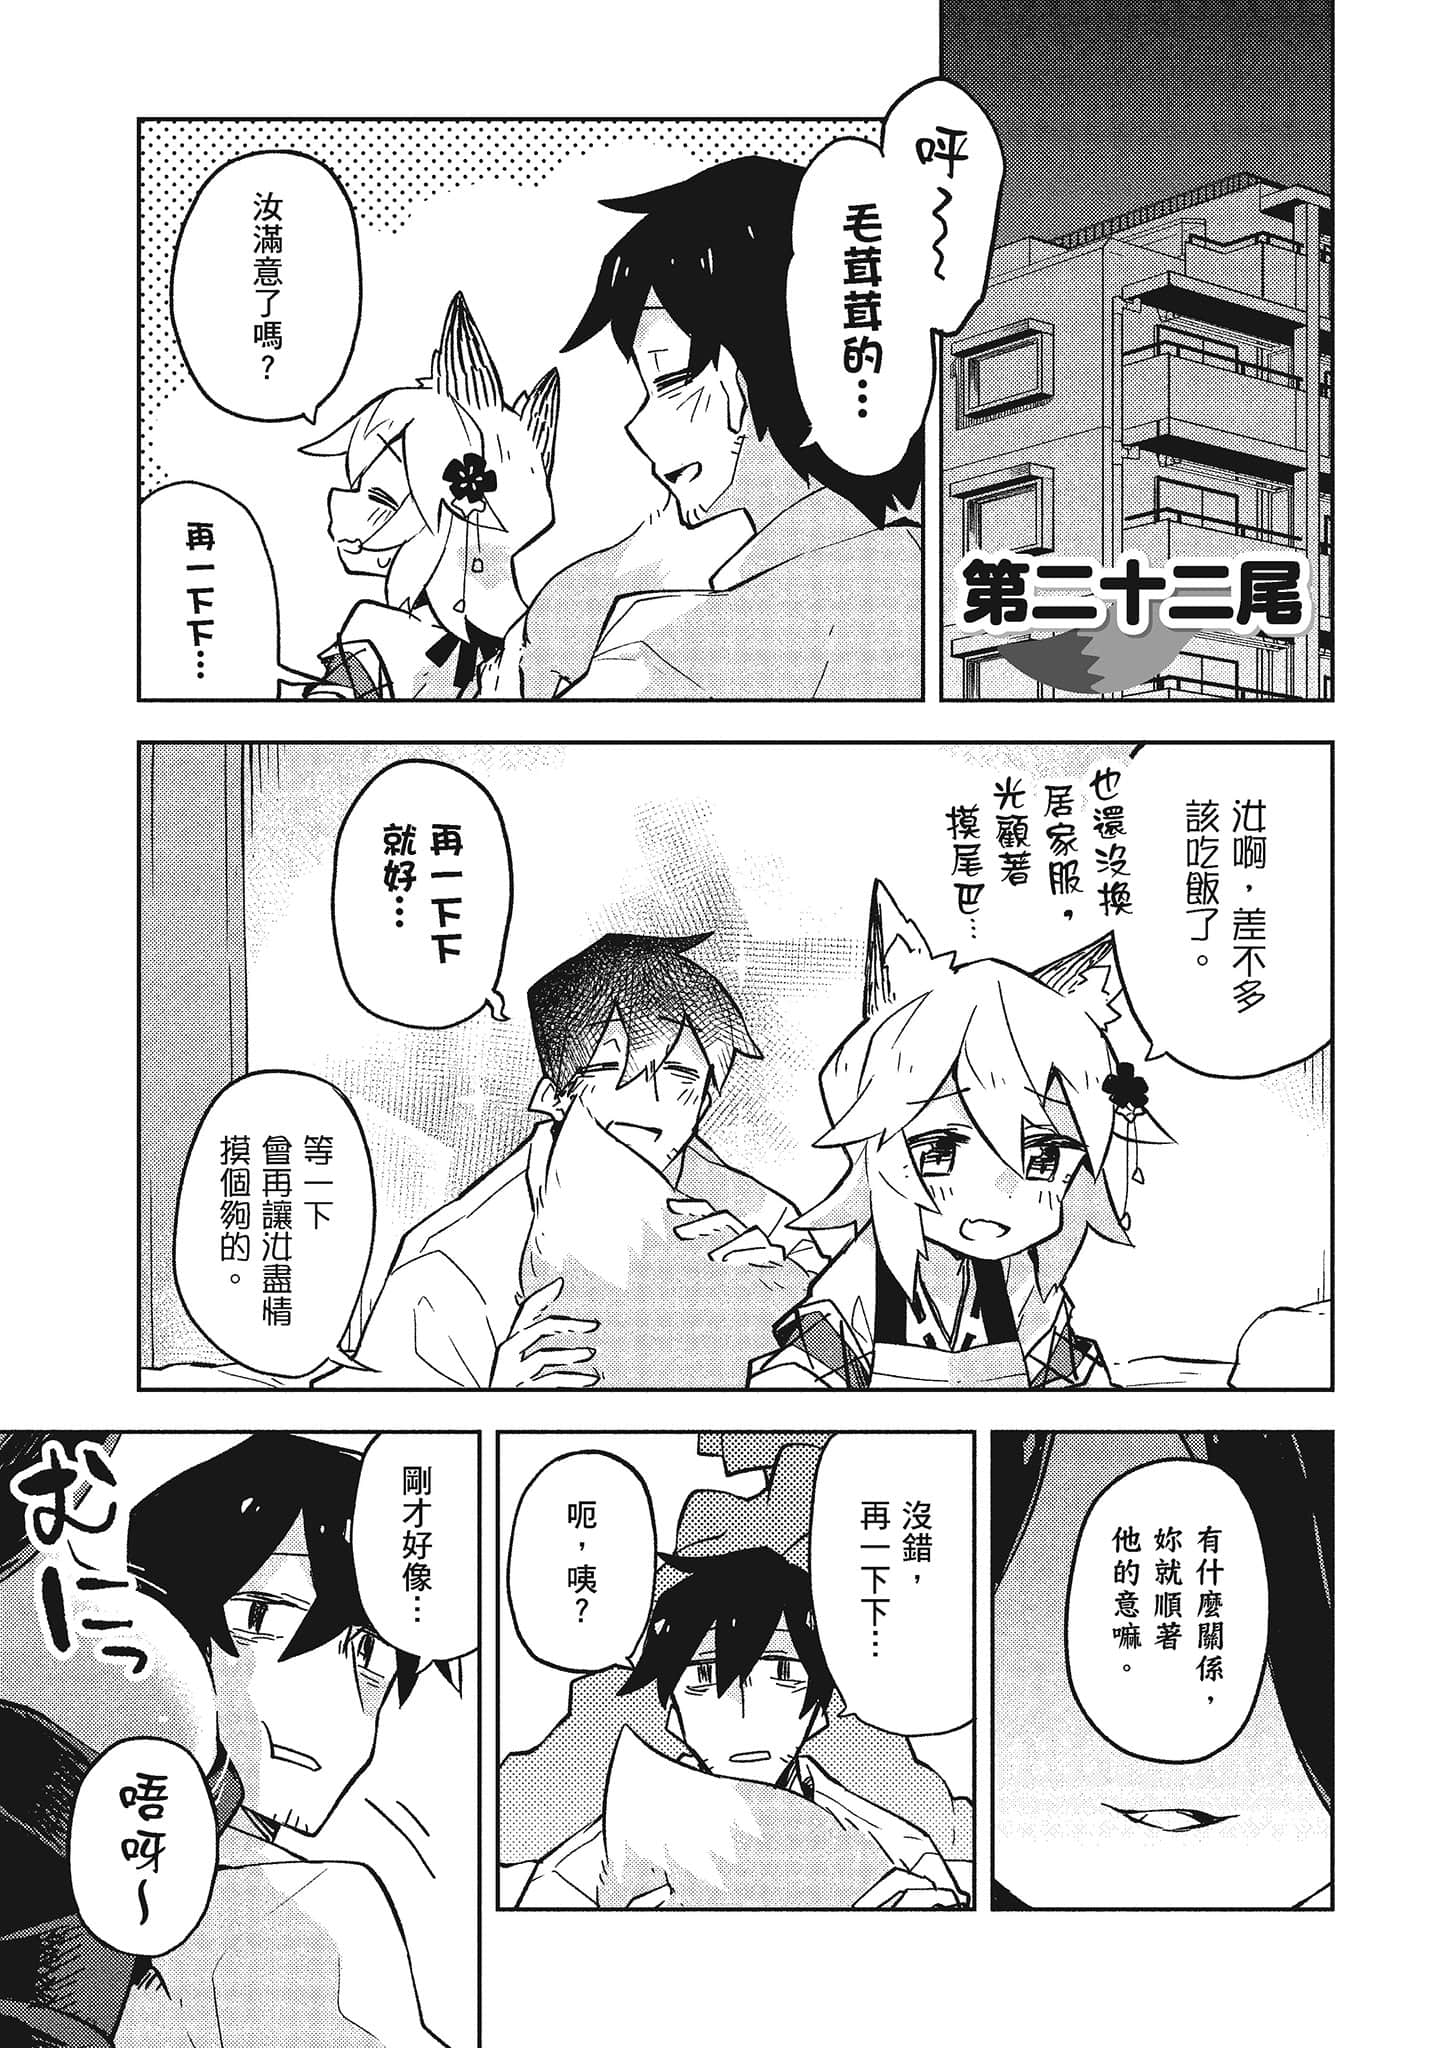 第二十二尾
呼～～
毛茸茸的…
汝滿意了嗎？
再一下下…
汝啊，差不多
該吃飯了。
也還沒換
居家服，
光顧著
摸尾巴…
再一下下
就好…
等一下
會再讓汝盡情
摸個夠的。
有什麼關係，
妳就順著
他的意嘛。
沒錯，
再一下下…
呃，咦？
剛才好像…
むにっ
唔呀～